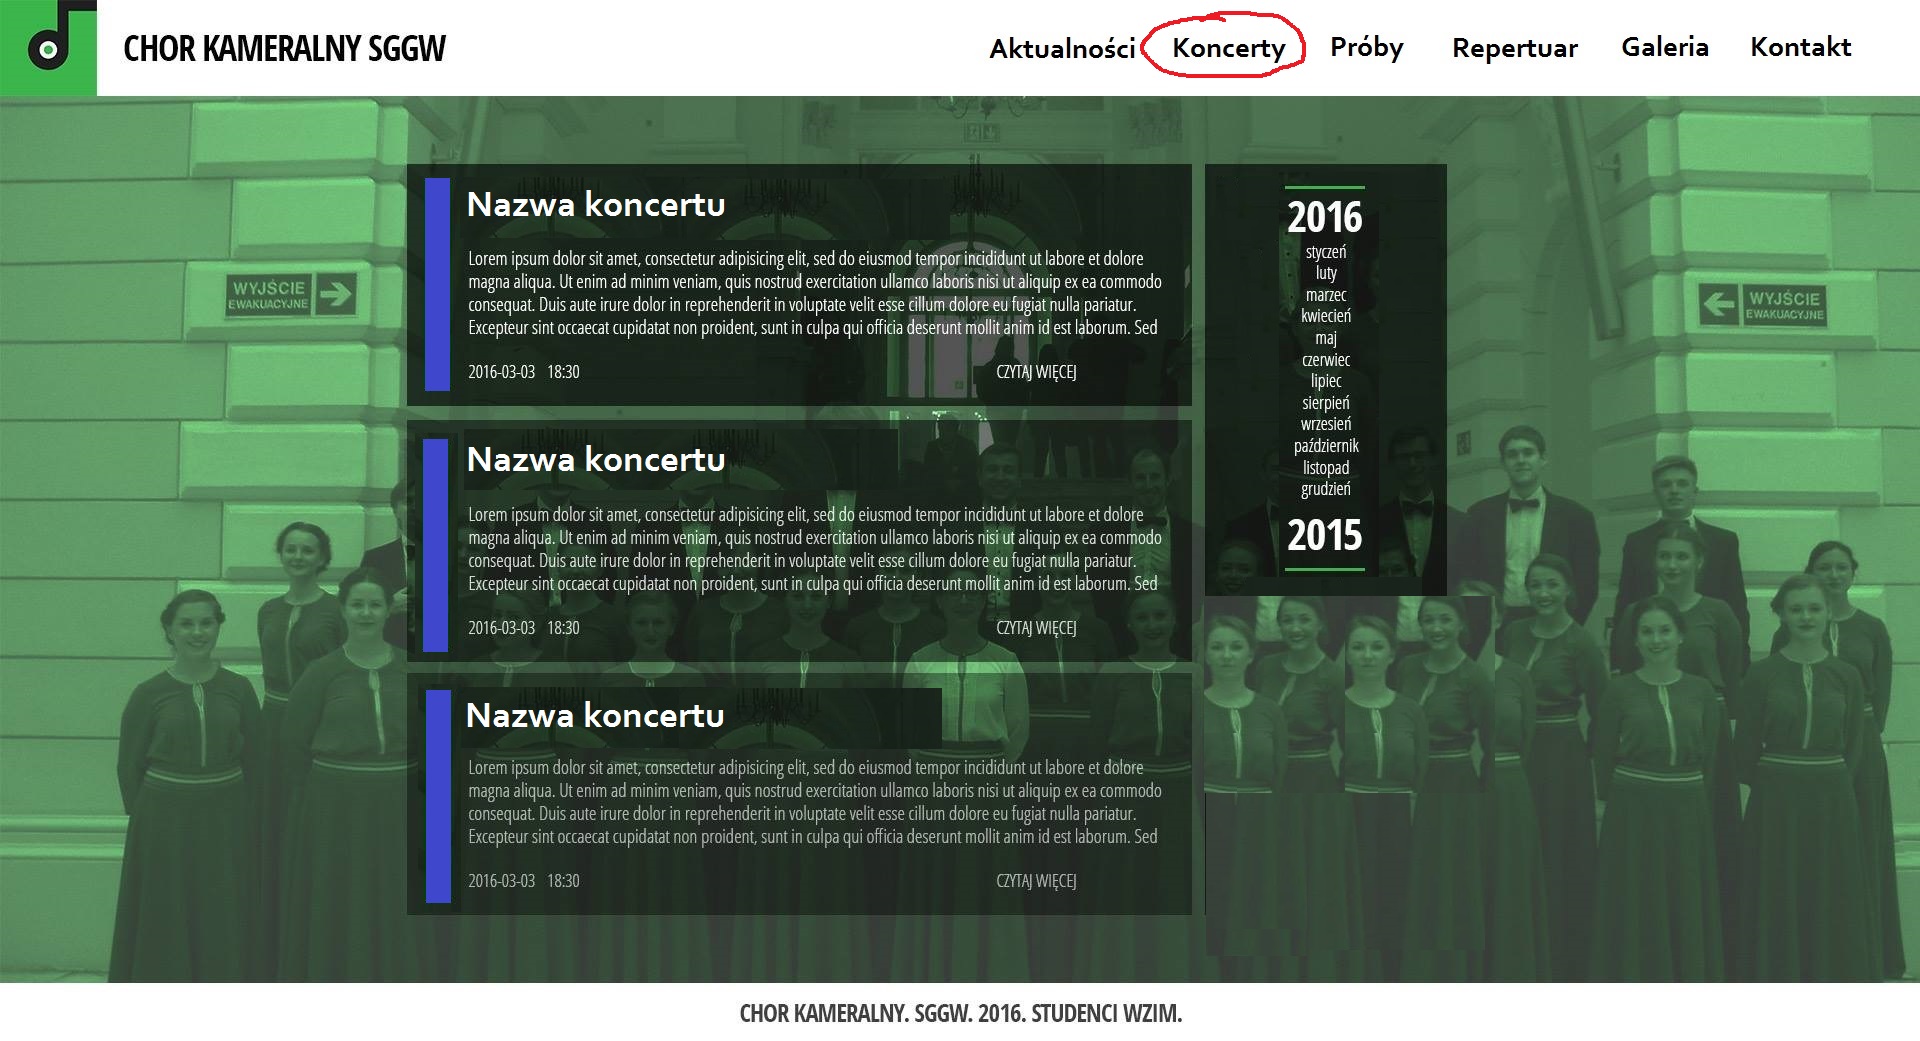 CHOR KAMERALNY SGGW
Aktualności Koncerty Próby Repertuar Galeria Kontakt
WYJŚCIE
EWAKUACYJNE
Nazwa koncertu
Lorem ipsum dolor sit amet, consectetur adipisicing elit, sed do eiusmod tempor incididunt ut labore et dolore
magna aliqua. Ut enim ad minim veniam, quis nostrud exercitation ullamco laboris nisi ut aliquip ex ea commodo
consequat. Duis aute irure dolor in reprehenderit in voluptate velit esse cillum dolore eu fugiat nulla pariatur.
Excepteur sint occaecat cupidatat non proident, sunt in culpa qui officia deserunt mollit anim id est laborum. Sed
2016-03-03 18:30 CZYTAJ WIĘCEJ
Nazwa koncertu
Lorem ipsum dolor sit amet, consectetur adipisicing elit, sed do eiusmod tempor incididunt ut labore et dolore
magna aliqua. Ut enim ad minim veniam, quis nostrud exercitation ullamco laboris nisi ut aliquip ex ea commodo
consequat. Duis aute irure dolor in reprehenderit in voluptate velit esse cillum dolore eu fugiat nulla pariatur.
Excepteur sint occaecat cupidatat non proident, sunt in culpa qui officia deserunt mollit anim id est laborum. Sed
2016-03-03 18:30 CZYTAJ WIĘCEJ
Nazwa koncertu
Lorem ipsum dolor sit amet, consectetur adipisicing elit, sed do eiusmod tempor incididunt ut labore et dolore
magna aliqua. Ut enim ad minim veniam, quis nostrud exercitation ullamco laboris nisi ut aliquip ex ea commodo
consequat. Duis aute irure dolor in reprehenderit in voluptate velit esse cillum dolore eu fugiat nulla pariatur.
Excepteur sint occaecat cupidatat non proident, sunt in culpa qui officia deserunt mollit anim id est laborum. Sed
2016-03-03 18:30 CZYTAJ WIĘCEJ
2016
styczeń
luty
marzec
kwiecień
maj
czerwiec
lipiec
sierpień
wrzesień
październik
listopad
grudzień
2015
WYJŚCIE
EWAKUACYJNE
CHOR KAMERALNY. SGGW. 2016. STUDENCI WZIM.